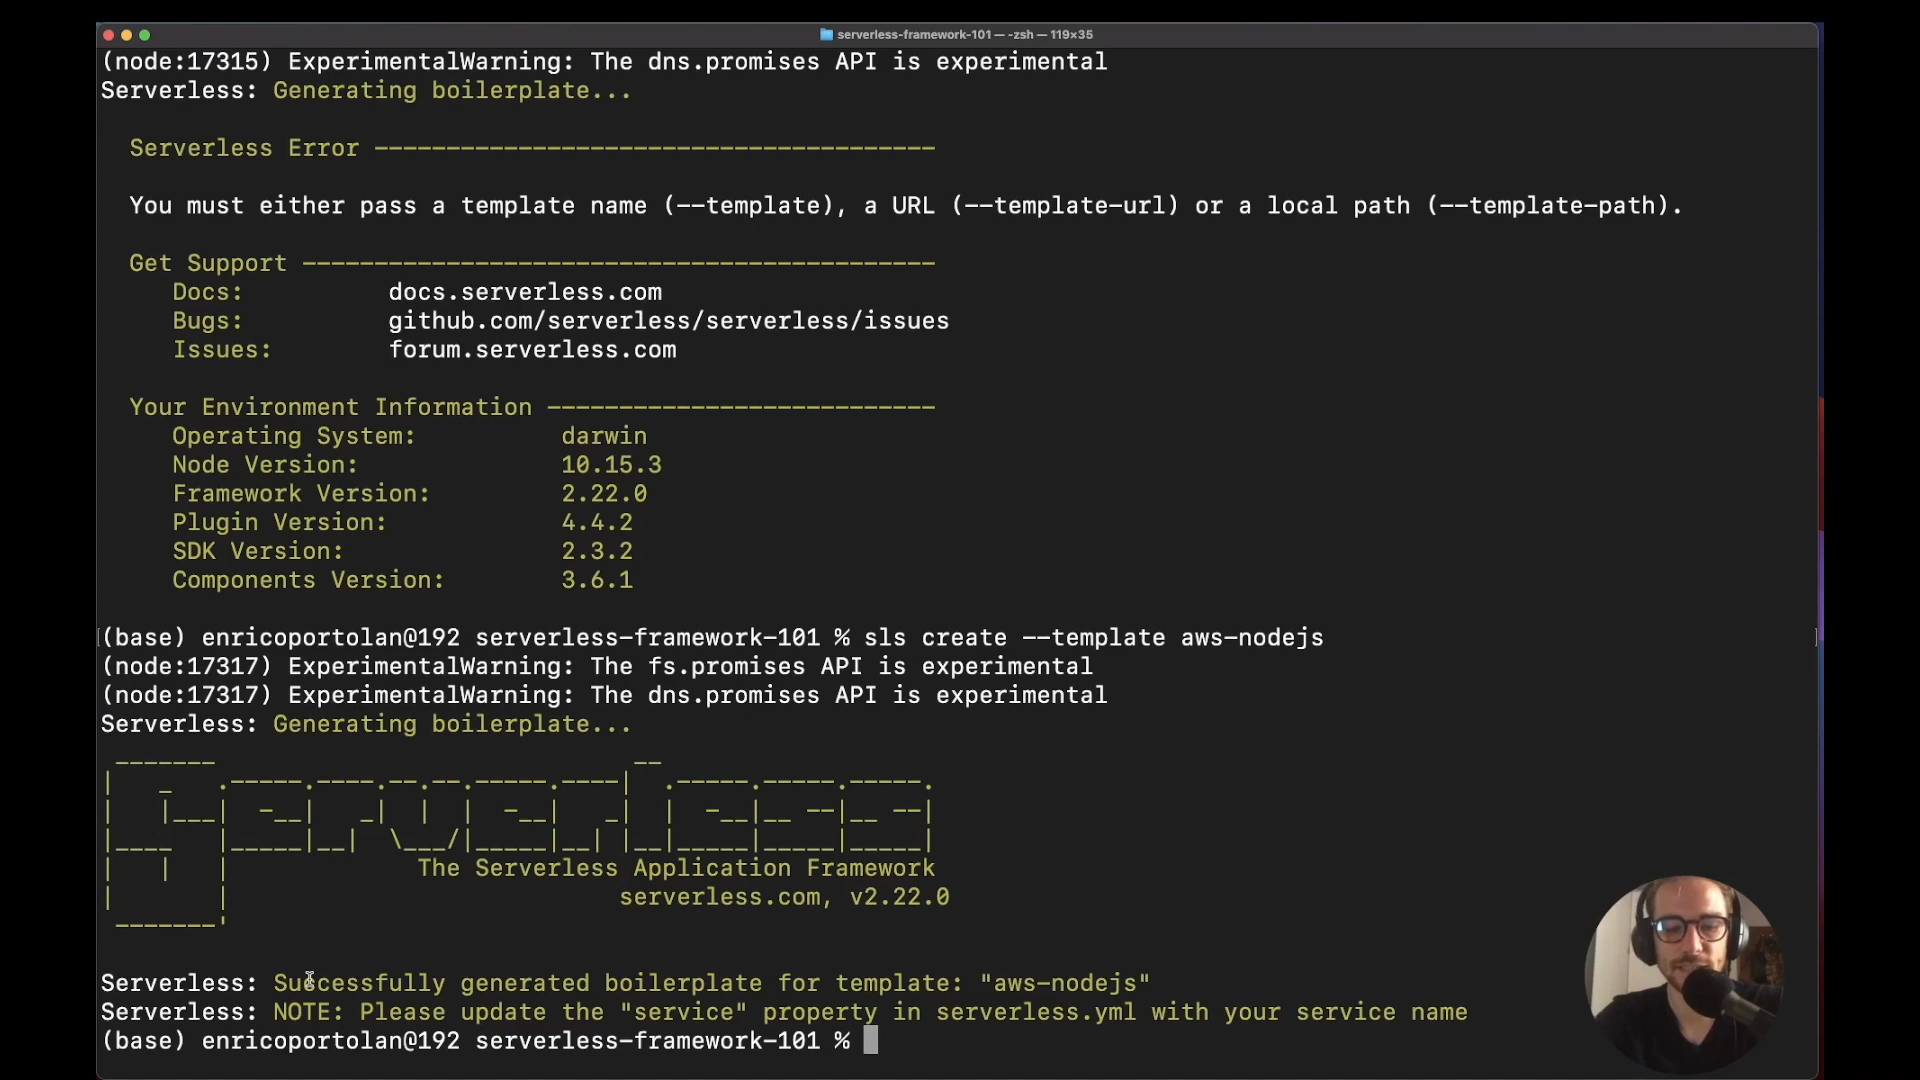 serverless-framework-101 — -zsh — 119×35
(node:17315) ExperimentalWarning: The dns.promises API is experimental
Serverless: Generating boilerplate...
Serverless Error ---------------------------------------
You must either pass a template name (--template), a URL (--template-url) or a local path (--template-path).
Get Support --------------------------------------------
Docs: docs.serverless.com
Bugs: github.com/serverless/serverless/issues
Issues: forum.serverless.com
Your Environment Information ---------------------------
Operating System: darwin
Node Version: 10.15.3
Framework Version: 2.22.0
Plugin Version: 4.4.2
SDK Version: 2.3.2
Components Version: 3.6.1
(base) enricoportolan@192 serverless-framework-101 % sls create --template aws-nodejs
(node:17317) ExperimentalWarning: The fs.promises API is experimental
(node:17317) ExperimentalWarning: The dns.promises API is experimental
Serverless: Generating boilerplate...
Serverless
The Serverless Application Framework
serverless.com, v2.22.0
Serverless: Successfully generated boilerplate for template: "aws-nodejs"
Serverless: NOTE: Please update the "service" property in serverless.yml with your service name
(base) enricoportolan@192 serverless-framework-101 %